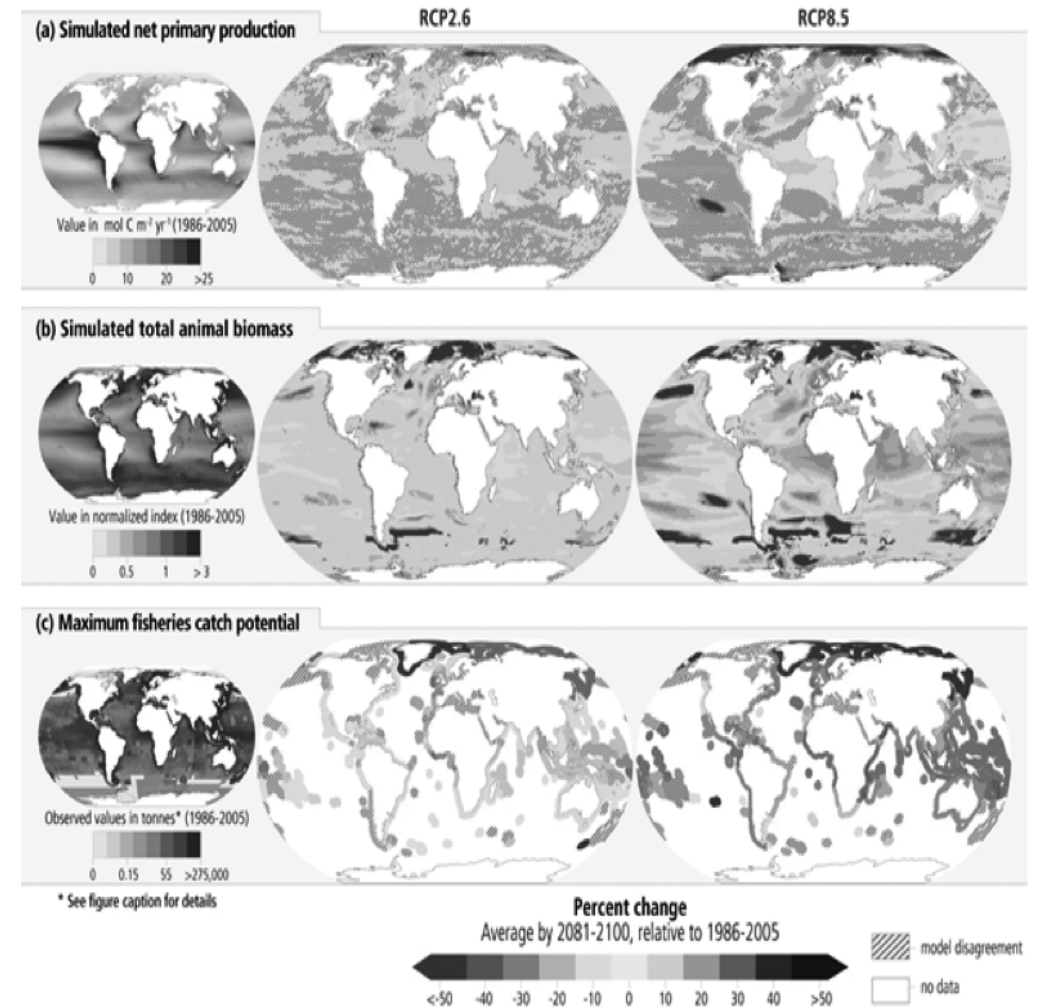 RCP2.6 RCP8.5
(a) Simulated net primary production
Value in mol C m⁻² yr⁻¹ (1986-2005)
0 10 20 >25
(b) Simulated total animal biomass
Value in normalized index (1986-2005)
0 0.5 1 > 3
(c) Maximum fisheries catch potential
Observed values in tonnes* (1986-2005)
0 0.15 55 >275,000
* See figure caption for details
Percent change
Average by 2081-2100, relative to 1986-2005
<-50 -40 -30 -20 -10 0 10 20 30 40 >50
model disagreement
no data